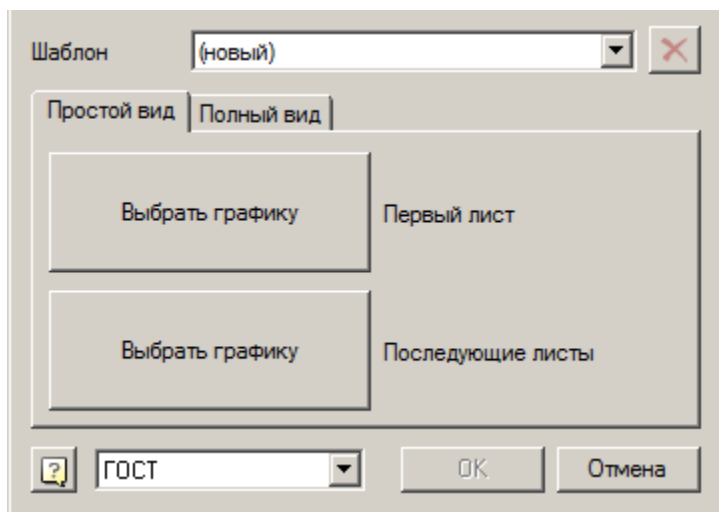 Шаблон (новый)
Простой вид Полный вид
Выбрать графику Первый лист
Выбрать графику Последующие листы
? ГОСТ OK Отмена